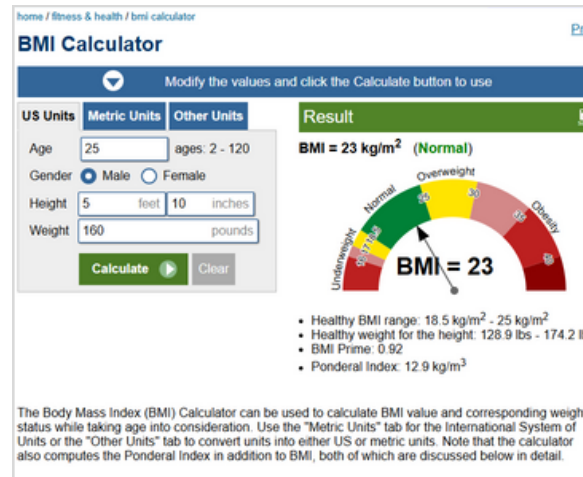 home / fitness & health / bmi calculator
BMI Calculator
Modify the values and click the Calculate button to use
US Units Metric Units Other Units
Age 25 ages: 2 - 120
Gender Male Female
Height 5 feet 10 inches
Weight 160 pounds
Calculate Clear
Result
BMI = 23 kg/m² (Normal)
Underweight Normal Overweight Obesity
16 17 18.5 25 30 35 40
BMI = 23
• Healthy BMI range: 18.5 kg/m² - 25 kg/m²
• Healthy weight for the height: 128.9 lbs - 174.2
• BMI Prime: 0.92
• Ponderal Index: 12.9 kg/m³
The Body Mass Index (BMI) Calculator can be used to calculate BMI value and corresponding weigh
status while taking age into consideration. Use the "Metric Units" tab for the International System of
Units or the "Other Units" tab to convert units into either US or metric units. Note that the calculator
also computes the Ponderal Index in addition to BMI, both of which are discussed below in detail.